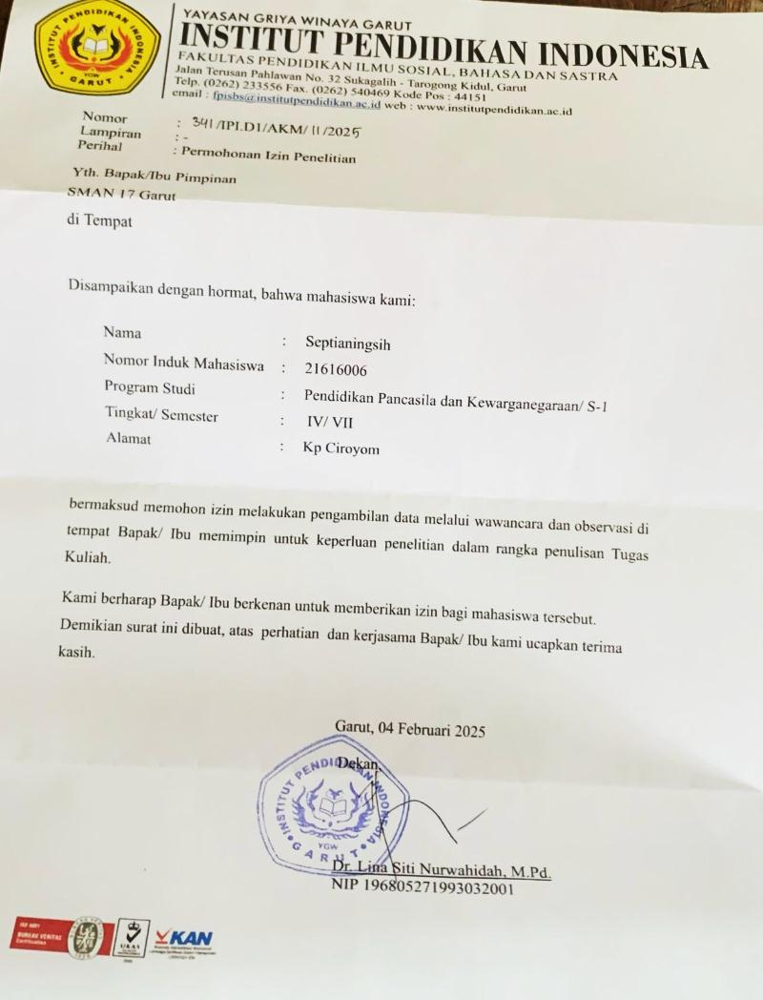 YAYASAN GRIYA WINAYA GARUT
INSTITUT PENDIDIKAN INDONESIA
FAKULTAS PENDIDIKAN ILMU SOSIAL, BAHASA DAN SASTRA
Jalan Terusan Pahlawan No. 32 Sukagalih - Tarogong Kidul, Garut
Telp. (0262) 233556 Fax. (0262) 540469 Kode Pos : 44151
email : fpisbs@institutpendidikan.ac.id web : www.institutpendidikan.ac.id
INSTITUT PENDIDIKAN INDONESIA
YGW
GARUT
Nomor : 341/IPI.D1/AKM/II/2025
Lampiran : -
Perihal : Permohonan Izin Penelitian
Yth. Bapak/Ibu Pimpinan
SMAN 17 Garut
di Tempat
Disampaikan dengan hormat, bahwa mahasiswa kami:
Nama : Septianingsih
Nomor Induk Mahasiswa : 21616006
Program Studi : Pendidikan Pancasila dan Kewarganegaraan/ S-1
Tingkat/ Semester : IV/ VII
Alamat : Kp Ciroyom
bermaksud memohon izin melakukan pengambilan data melalui wawancara dan observasi di
tempat Bapak/ Ibu memimpin untuk keperluan penelitian dalam rangka penulisan Tugas
Kuliah.
Kami berharap Bapak/ Ibu berkenan untuk memberikan izin bagi mahasiswa tersebut.
Demikian surat ini dibuat, atas perhatian dan kerjasama Bapak/ Ibu kami ucapkan terima
kasih.
Garut, 04 Februari 2025
Dekan,
INSTITUT PENDIDIKAN INDONESIA
YGW
GARUT
Dr. Lina Siti Nurwahidah, M.Pd.
NIP 196805271993032001
ISO 9001
BUREAU VERITAS
Certification
UKAS
KAN